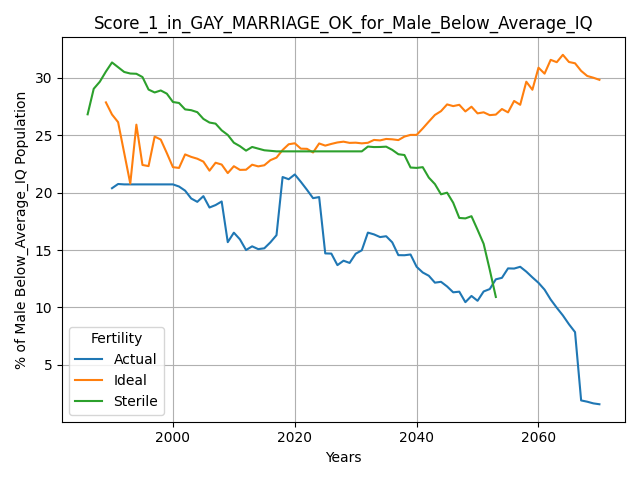 Score_1_in_GAY_MARRIAGE_OK_for_Male_Below_Average_IQ
% of Male Below_Average_IQ Population
30
25
20
15
10
5
Fertility
Actual
Ideal
Sterile
2000
2020
2040
2060
Years